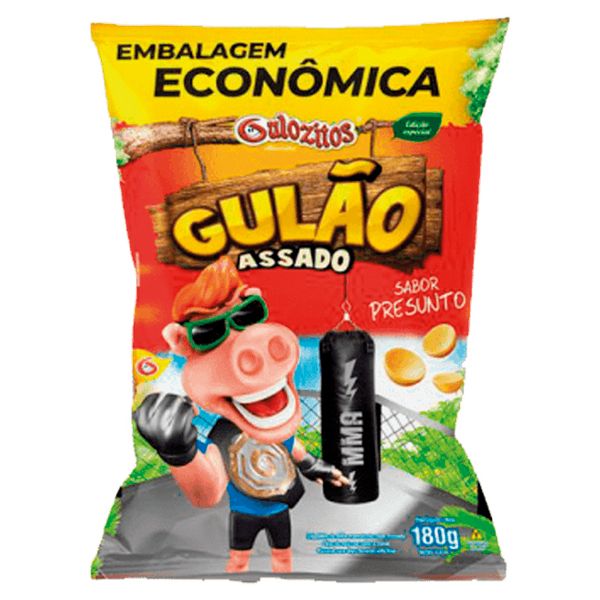 EMBALAGEM
ECONÔMICA
Gulozitos
Edição
especial
GULÃO
ASSADO
SABOR
PRESUNTO
MMA
180g